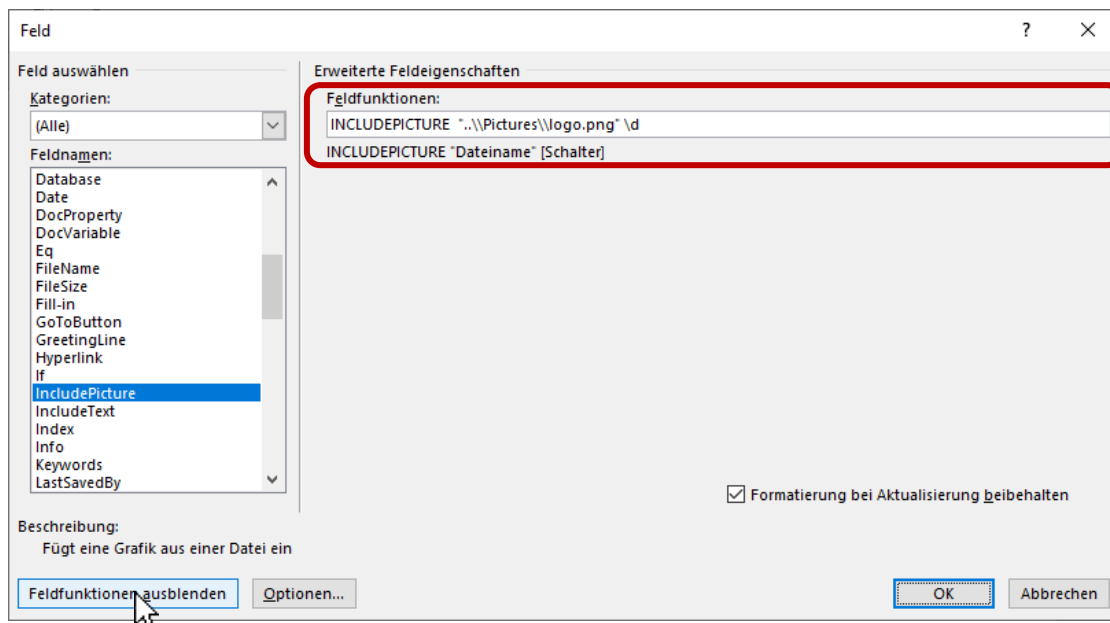 Feld
?
Feld auswählen
Kategorien:
(Alle)
Feldnamen:
Database
Date
DocProperty
DocVariable
Eq
FileName
FileSize
Fill-in
GoToButton
GreetingLine
Hyperlink
If
IncludePicture
IncludeText
Index
Info
Keywords
LastSavedBy
Erweiterte Feldeigenschaften
Feldfunktionen:
INCLUDEPICTURE "..\\Pictures\\logo.png" \d
INCLUDEPICTURE "Dateiname" [Schalter]
Formatierung bei Aktualisierung beibehalten
Beschreibung:
Fügt eine Grafik aus einer Datei ein
Feldfunktionen ausblenden
Optionen...
OK
Abbrechen